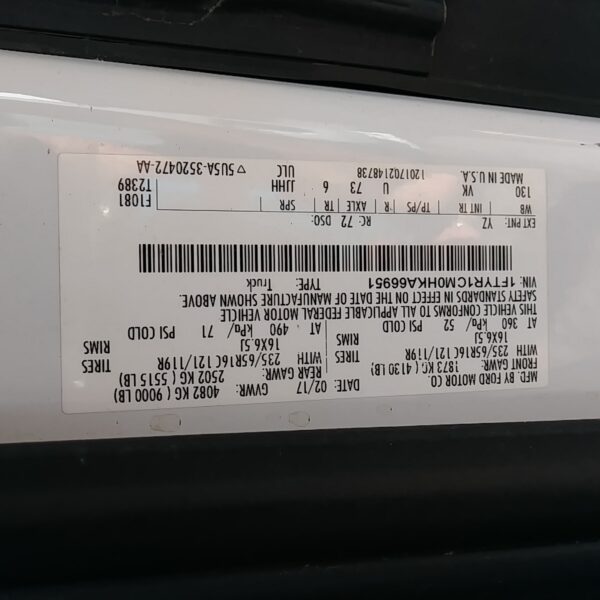 MFD. BY FORD MOTOR CO.
DATE: 02/17 GVWR: 4082 KG ( 9000 LB)
FRONT GAWR: 1873 KG ( 4130 LB) REAR GAWR: 2502 KG ( 5515 LB)
WITH 235/65R16C 121/119R TIRES WITH 235/65R16C 121/119R TIRES
16X6.5J RIMS 16X6.5J RIMS
AT 360 kPa/ 52 PSI COLD AT 490 kPa/ 71 PSI COLD
THIS VEHICLE CONFORMS TO ALL APPLICABLE FEDERAL MOTOR VEHICLE
SAFETY STANDARDS IN EFFECT ON THE DATE OF MANUFACTURE SHOWN ABOVE.
VIN: 1FTYR1CM0HKA66951 TYPE: Truck
EXT PNT: YZ RC: 72 DSO: F1081
WB INT TR TP/PS R. AXLE TR SPR T2389
130 VK U 73 6 JJHH
MADE IN U.S.A. 1201702148738 ULC 5U5A-3520472-AA